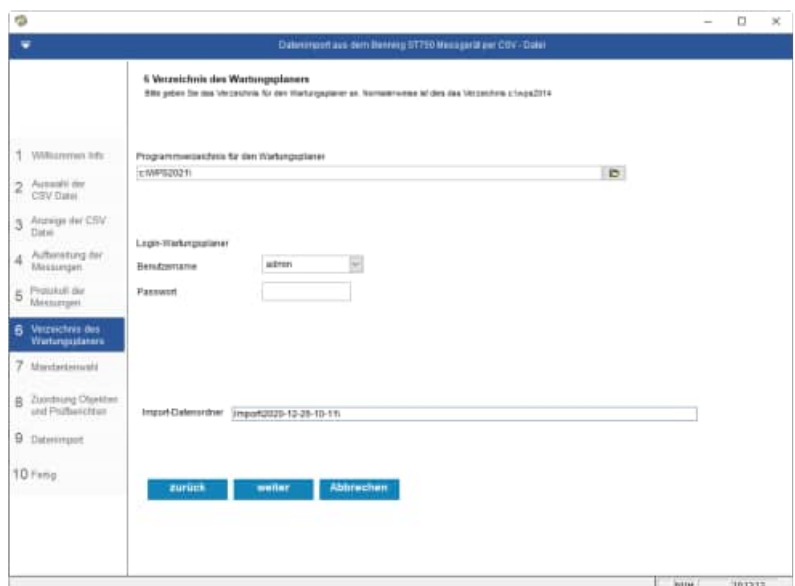 Datenimport aus dem Benning ST750 Messgerät per CSV - Datei
6 Verzeichnis des Wartungsplaners
Bitte geben Sie das Verzeichnis für den Wartungsplaner an. Normalerweise ist dies das Verzeichnis c:\wps2014
1 Willkommen Info
2 Auswahl der
CSV Datei
3 Anzeige der CSV
Datei
4 Aufbereitung der
Messungen
5 Protokoll der
Messungen
6 Verzeichnis des
Wartungsplaners
7 Mandantenwahl
8 Zuordnung Objekten
und Prüfberichten
9 Datenimport
10 Fertig
Programmverzeichnis für den Wartungsplaner
c:\WPS2021\
Login-Wartungsplaner
Benutzername
admin
Passwort
Import-Datenordner
\import\2020-12-28-10-11\
zurück
weiter
Abbrechen
NUM